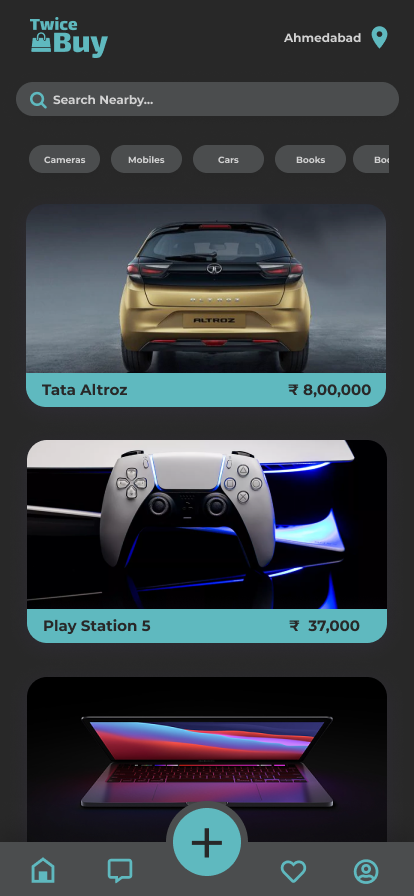 Twice
Buy
Ahmedabad
Search Nearby...
Cameras
Mobiles
Cars
Books
ALTROZ
Tata Altroz
₹ 8,00,000
Play Station 5
₹ 37,000